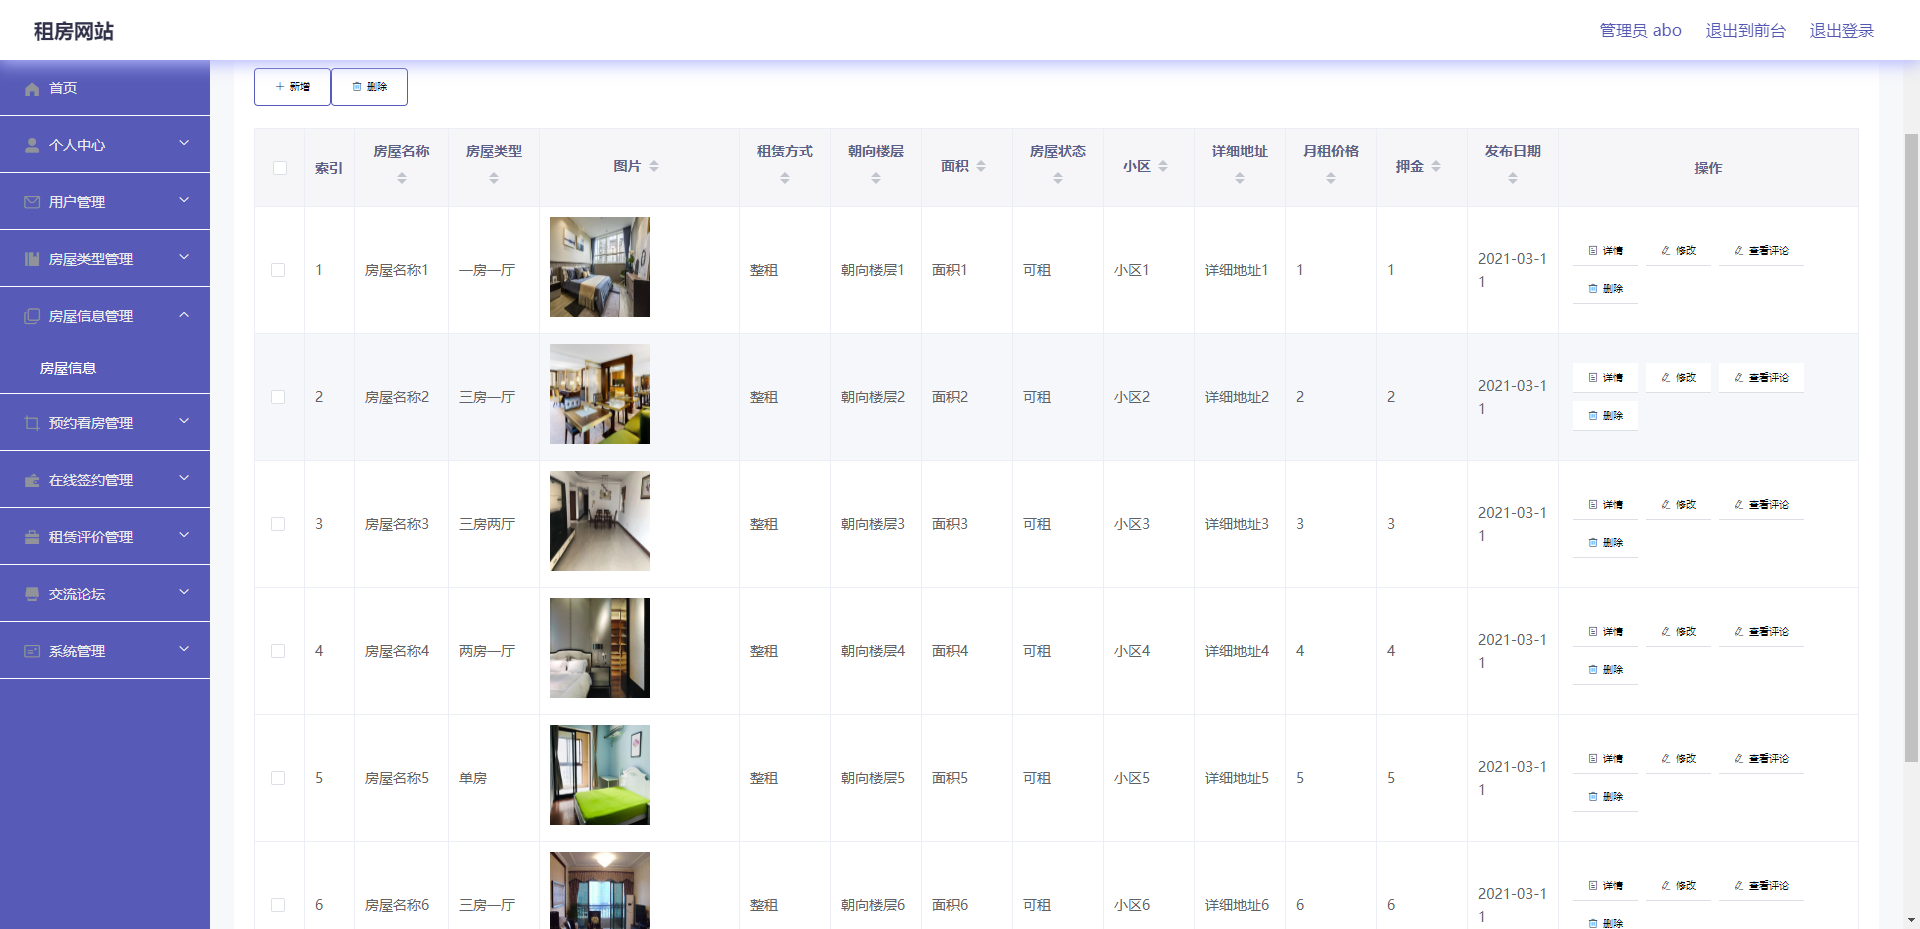 租房网站
管理员 abo 退出到前台 退出登录
首页
个人中心
用户管理
房屋类型管理
房屋信息管理
房屋信息
预约看房管理
在线签约管理
租赁评价管理
交流论坛
系统管理
新增 删除
索引 房屋名称 房屋类型 图片 租赁方式 朝向楼层 面积 房屋状态 小区 详细地址 月租价格 押金 发布日期 操作
1 房屋名称1 一房一厅 整租 朝向楼层1 面积1 可租 小区1 详细地址1 1 1 2021-03-1
1
详情 修改 查看评论
删除
2 房屋名称2 三房一厅 整租 朝向楼层2 面积2 可租 小区2 详细地址2 2 2 2021-03-1
1
详情 修改 查看评论
删除
3 房屋名称3 三房两厅 整租 朝向楼层3 面积3 可租 小区3 详细地址3 3 3 2021-03-1
1
详情 修改 查看评论
删除
4 房屋名称4 两房一厅 整租 朝向楼层4 面积4 可租 小区4 详细地址4 4 4 2021-03-1
1
详情 修改 查看评论
删除
5 房屋名称5 单房 整租 朝向楼层5 面积5 可租 小区5 详细地址5 5 5 2021-03-1
1
详情 修改 查看评论
删除
6 房屋名称6 三房一厅 整租 朝向楼层6 面积6 可租 小区6 详细地址6 6 6 2021-03-1
1
详情 修改 查看评论
删除